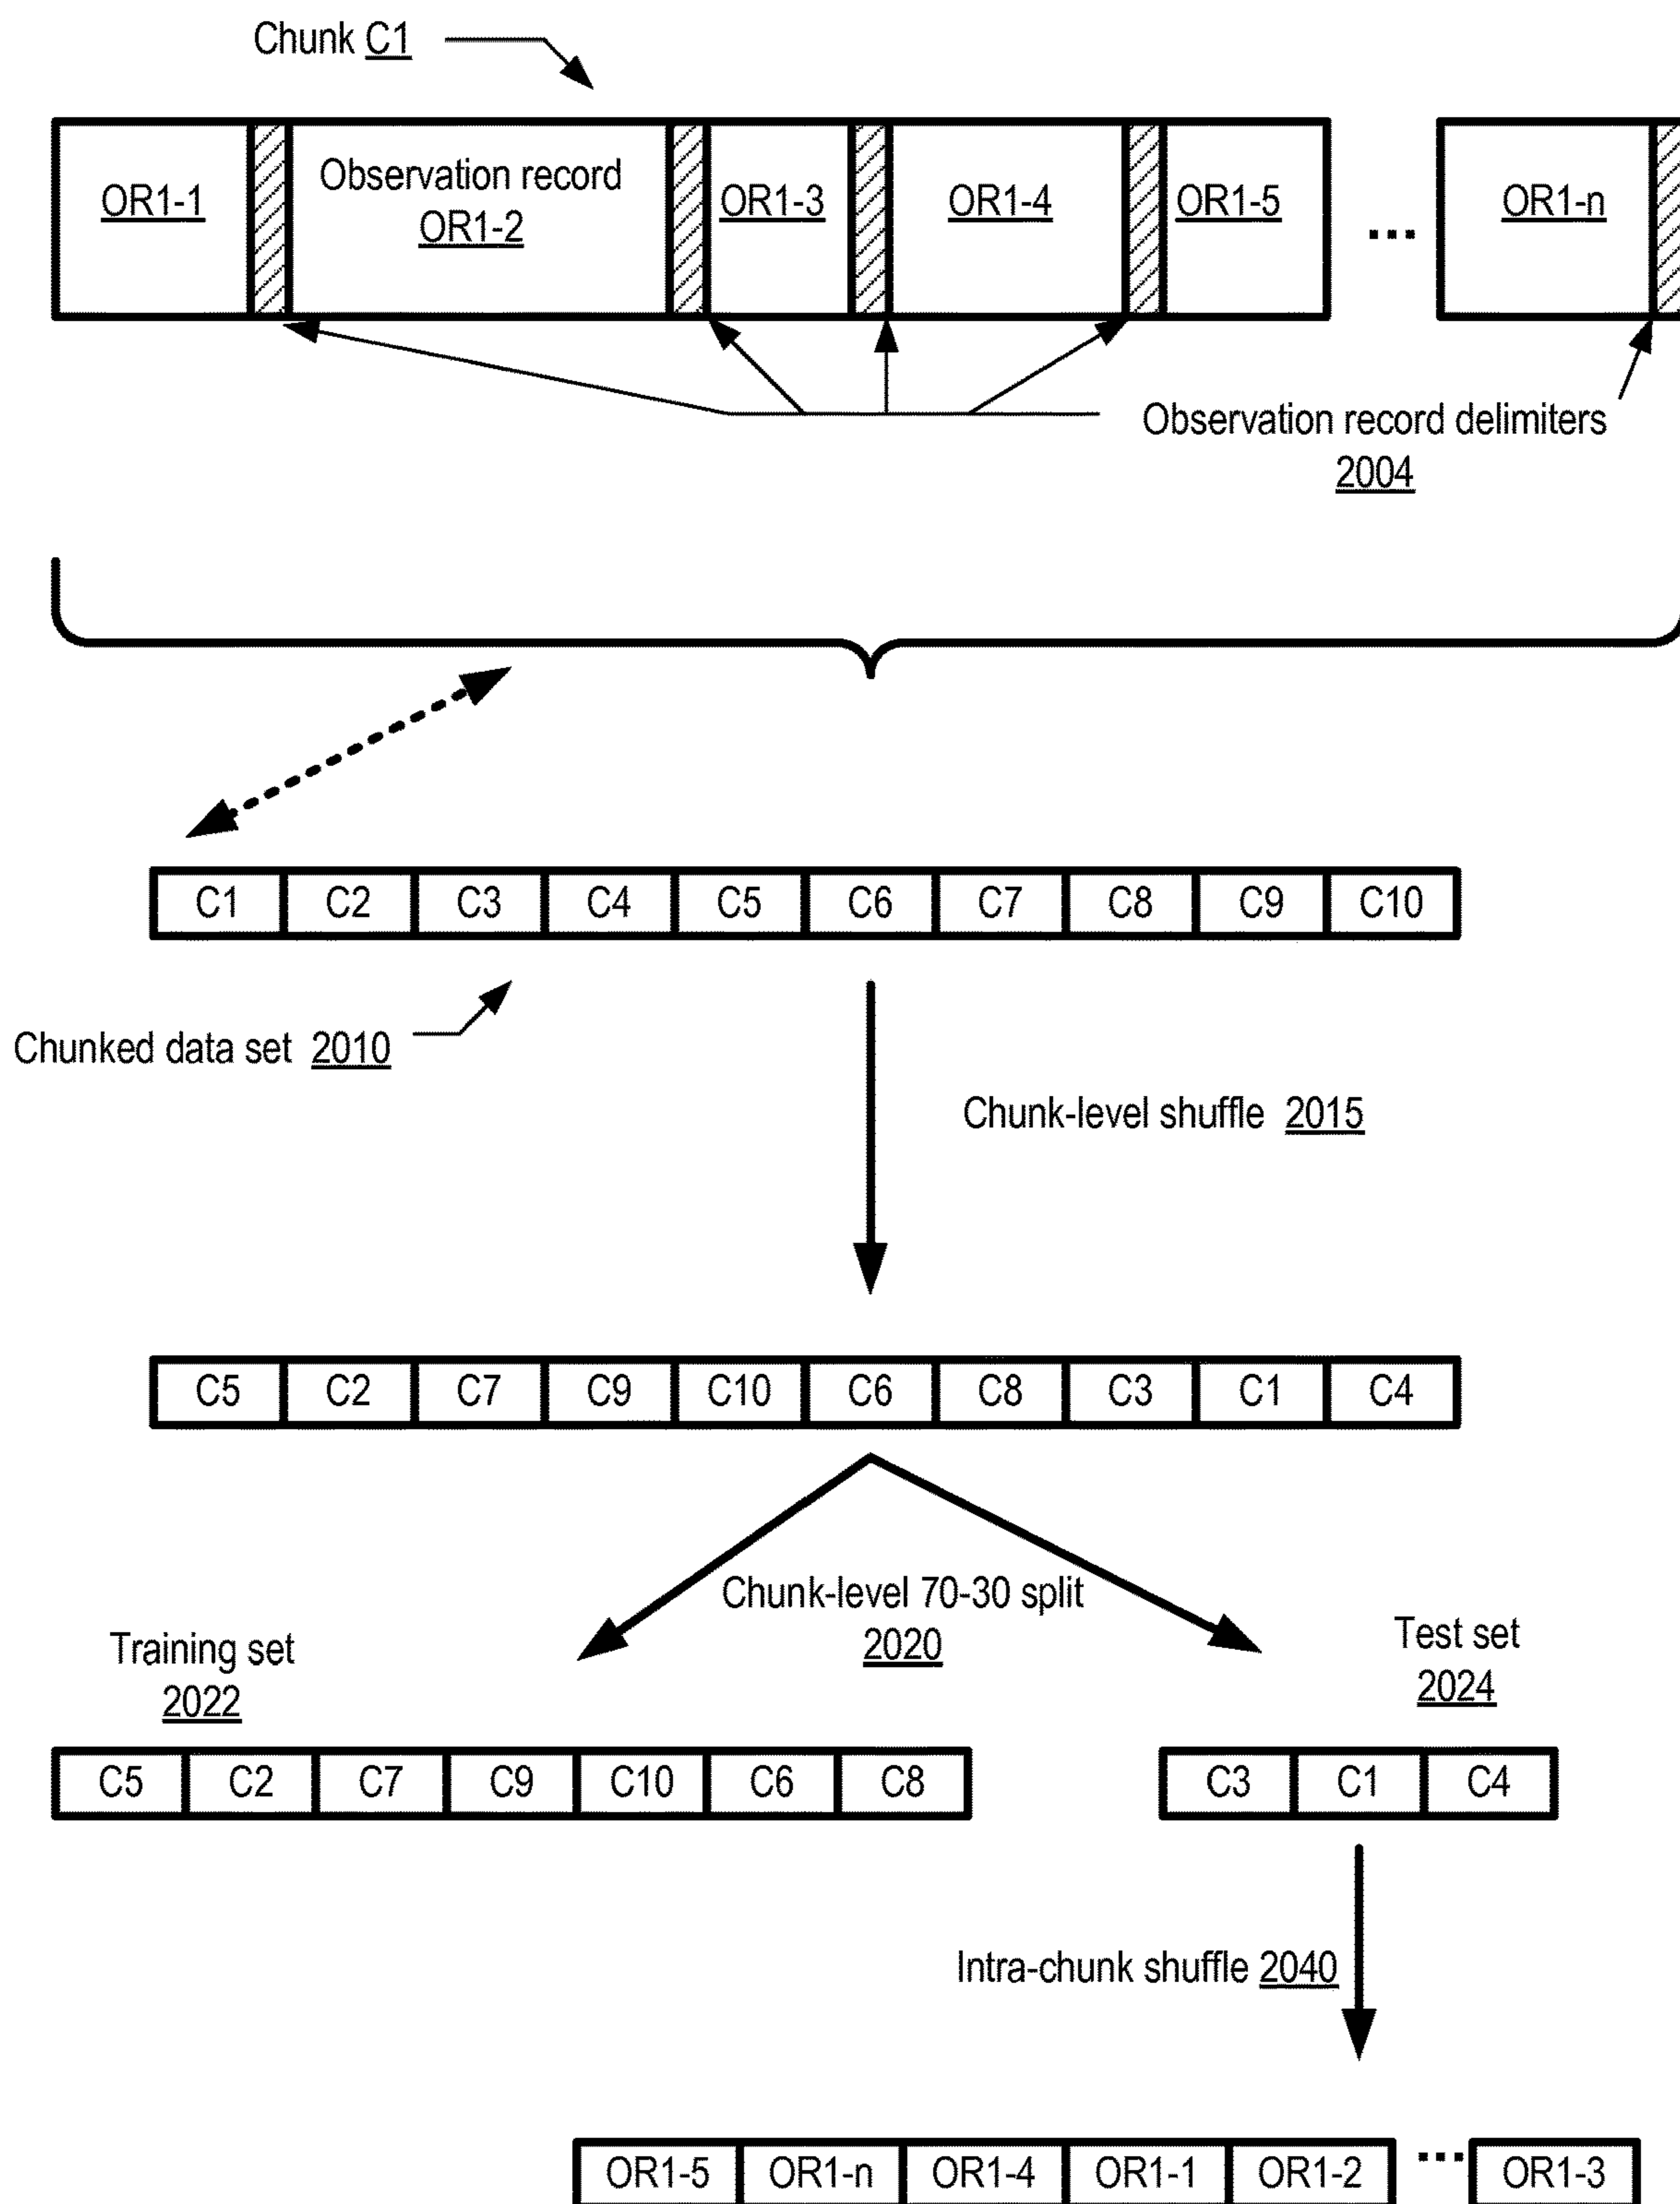 Chunk C1
OR1-1
Observation record
OR1-2
OR1-3
OR1-4
OR1-5
...
OR1-n
Observation record delimiters
2004
C1 C2 C3 C4 C5 C6 C7 C8 C9 C10
Chunked data set 2010
Chunk-level shuffle 2015
C5 C2 C7 C9 C10 C6 C8 C3 C1 C4
Chunk-level 70-30 split
2020
Training set
2022
Test set
2024
C5 C2 C7 C9 C10 C6 C8
C3 C1 C4
Intra-chunk shuffle 2040
OR1-5 OR1-n OR1-4 OR1-1 OR1-2 ... OR1-3